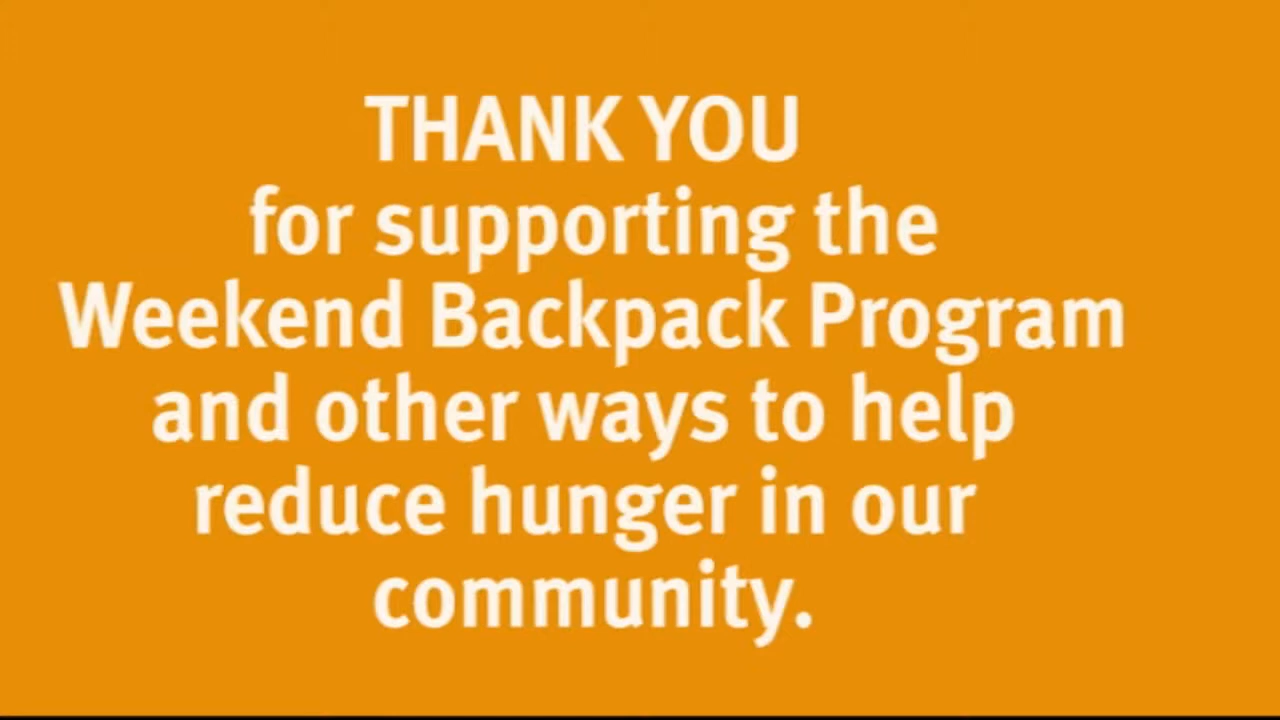 THANK YOU
for supporting the
Weekend Backpack Program
and other ways to help
reduce hunger in our
community.